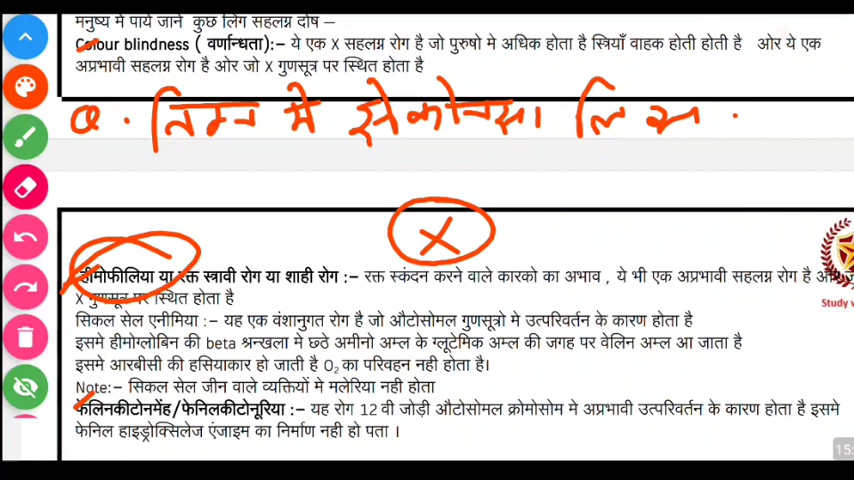 मनुष्य मे पाये जाने कुछ लिंग सहलग्न दोष –
Colour blindness ( वर्णान्धता):– ये एक X सहलग्न रोग है जो पुरुषो मे अधिक होता है स्त्रियाँ वाहक होती होती है ओर ये एक
अप्रभावी सहलग्न रोग है ओर जो X गुणसूत्र पर स्थित होता है
Q. निम्न मे से कोनसा लिं
X
हीमोफीलिया या रक्त स्त्रावी रोग या शाही रोग :– रक्त स्कंदन करने वाले कारको का अभाव , ये भी एक अप्रभावी सहलग्न रोग है
X गुणसूत्र पर स्थित होता है
Study
सिकल सेल एनीमिया :– यह एक वंशानुगत रोग है जो औटोसोमल गुणसूत्रो मे उत्परिवर्तन के कारण होता है
इसमे हीमोग्लोबिन की beta श्रन्खला मे छठे अमीनो अम्ल के ग्लूटेमिक अम्ल की जगह पर वेलिन अम्ल आ जाता है
इसमे आरबीसी की हसियाकार हो जाती है O₂ का परिवहन नही होता है।
Note:– सिकल सेल जीन वाले व्यक्तियों मे मलेरिया नही होता
फेलिनकीटोनमेंह/फेनिलकीटोनूरिया :– यह रोग 12 वी जोड़ी औटोसोमल क्रोमोसोम मे अप्रभावी उत्परिवर्तन के कारण होता है इसमे
फेनिल हाइड्रोक्सिलेज एंजाइम का निर्माण नही हो पता ।
15